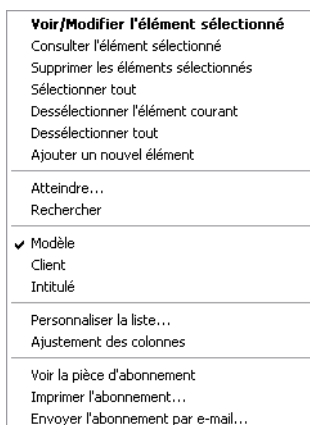 Voir/Modifier l'élément sélectionné
Consulter l'élément sélectionné
Supprimer les éléments sélectionnés
Sélectionner tout
Dessélectionner l'élément courant
Dessélectionner tout
Ajouter un nouvel élément
Atteindre...
Rechercher
Modèle
Client
Intitulé
Personnaliser la liste...
Ajustement des colonnes
Voir la pièce d'abonnement
Imprimer l'abonnement...
Envoyer l'abonnement par e-mail...